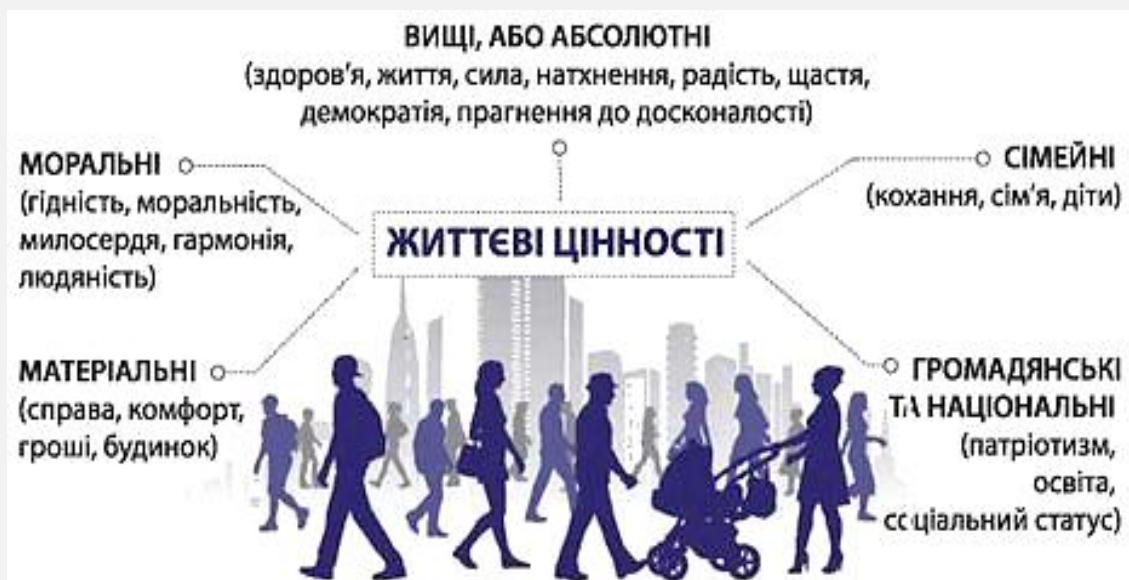 ВИЩІ, АБО АБСОЛЮТНІ
(здоров'я, життя, сила, натхнення, радість, щастя,
демократія, прагнення до досконалості)
МОРАЛЬНІ
(гідність, моральність,
милосердя, гармонія,
людяність)
СІМЕЙНІ
(кохання, сім'я, діти)
ЖИТТЄВІ ЦІННОСТІ
МАТЕРІАЛЬНІ
(справа, комфорт,
гроші, будинок)
ГРОМАДЯНСЬКІ
ТА НАЦІОНАЛЬНІ
(патріотизм,
освіта,
соціальний статус)